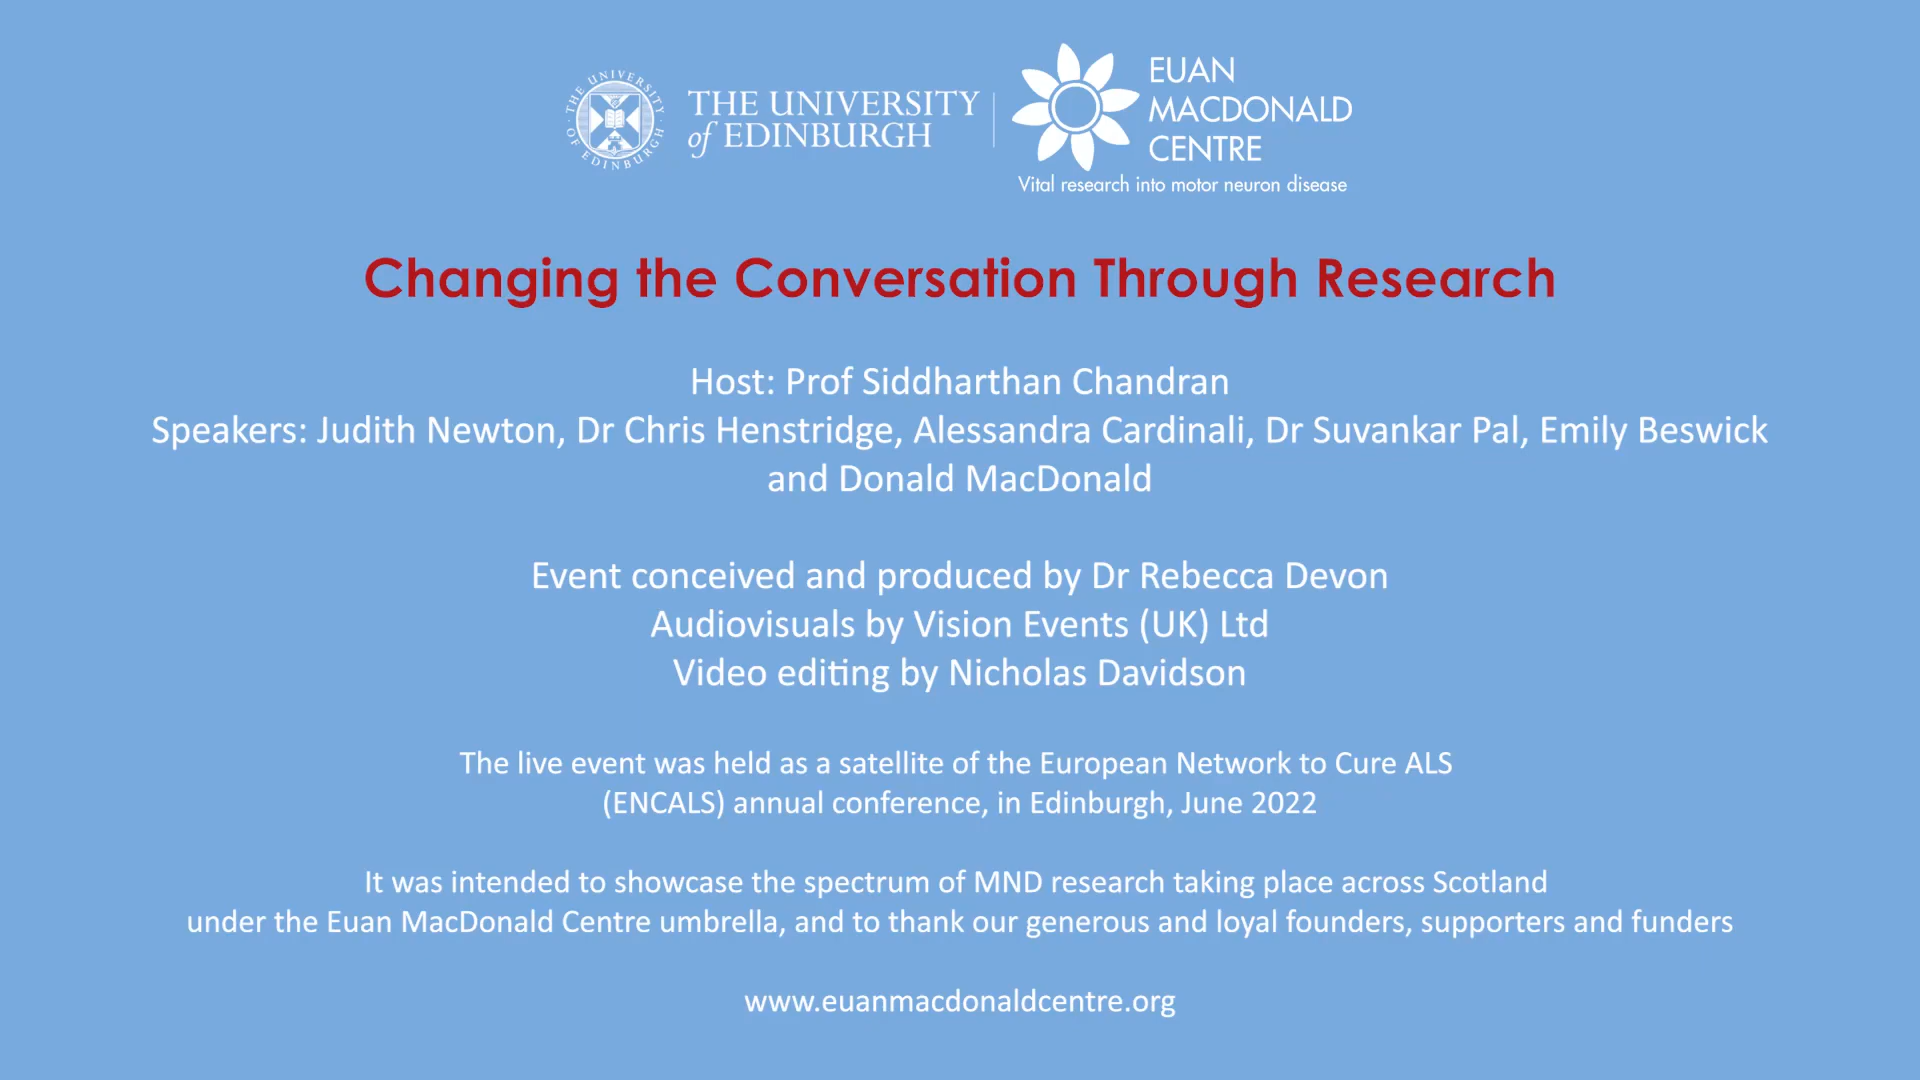 THE UNIVERSITY OF EDINBURGH
THE UNIVERSITY
of EDINBURGH
EUAN
MACDONALD
CENTRE
Vital research into motor neuron disease
Changing the Conversation Through Research
Host: Prof Siddharthan Chandran
Speakers: Judith Newton, Dr Chris Henstridge, Alessandra Cardinali, Dr Suvankar Pal, Emily Beswick
and Donald MacDonald
Event conceived and produced by Dr Rebecca Devon
Audiovisuals by Vision Events (UK) Ltd
Video editing by Nicholas Davidson
The live event was held as a satellite of the European Network to Cure ALS
(ENCALS) annual conference, in Edinburgh, June 2022
It was intended to showcase the spectrum of MND research taking place across Scotland
under the Euan MacDonald Centre umbrella, and to thank our generous and loyal founders, supporters and funders
www.euanmacdonaldcentre.org